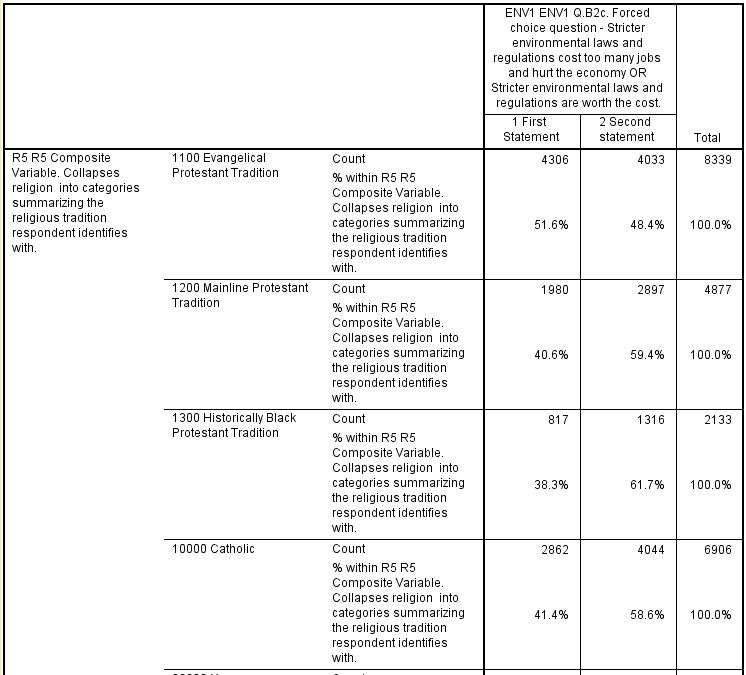 ENV1 ENV1 Q.B2c. Forced
choice question - Stricter
environmental laws and
regulations cost too many jobs
and hurt the economy OR
Stricter environmental laws and
regulations are worth the cost.
1 First
Statement
2 Second
statement
Total
R5 R5 Composite
Variable. Collapses
religion into categories
summarizing the
religious tradition
respondent identifies
with.
1100 Evangelical
Protestant Tradition
Count 4306 4033 8339
% within R5 R5
Composite Variable.
Collapses religion into
categories summarizing
the religious tradition
respondent identifies
with.
51.6% 48.4% 100.0%
1200 Mainline Protestant
Tradition
Count 1980 2897 4877
% within R5 R5
Composite Variable.
Collapses religion into
categories summarizing
the religious tradition
respondent identifies
with.
40.6% 59.4% 100.0%
1300 Historically Black
Protestant Tradition
Count 817 1316 2133
% within R5 R5
Composite Variable.
Collapses religion into
categories summarizing
the religious tradition
respondent identifies
with.
38.3% 61.7% 100.0%
10000 Catholic
Count 2862 4044 6906
% within R5 R5
Composite Variable.
Collapses religion into
categories summarizing
the religious tradition
respondent identifies
with.
41.4% 58.6% 100.0%